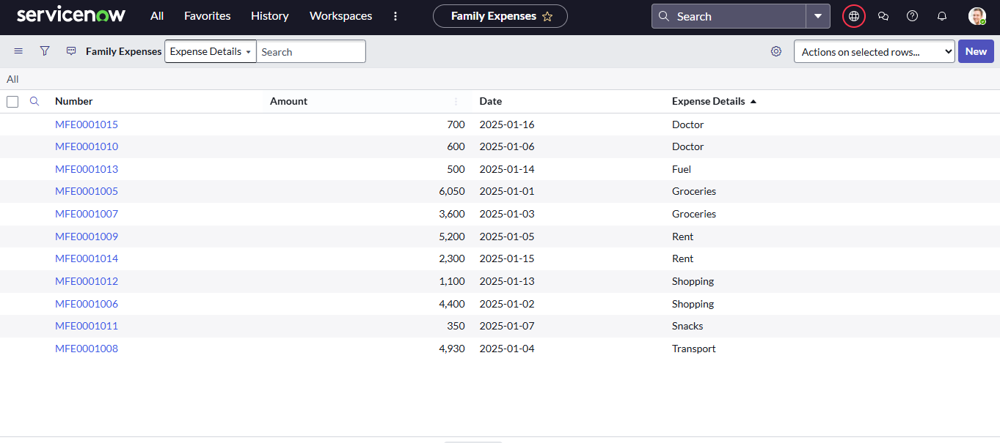 servicenow All Favorites History Workspaces Family Expenses Search
Family Expenses Expense Details Search Actions on selected rows... New
All
Number Amount Date Expense Details
MFE0001015 700 2025-01-16 Doctor
MFE0001010 600 2025-01-06 Doctor
MFE0001013 500 2025-01-14 Fuel
MFE0001005 6,050 2025-01-01 Groceries
MFE0001007 3,600 2025-01-03 Groceries
MFE0001009 5,200 2025-01-05 Rent
MFE0001014 2,300 2025-01-15 Rent
MFE0001012 1,100 2025-01-13 Shopping
MFE0001006 4,400 2025-01-02 Shopping
MFE0001011 350 2025-01-07 Snacks
MFE0001008 4,930 2025-01-04 Transport